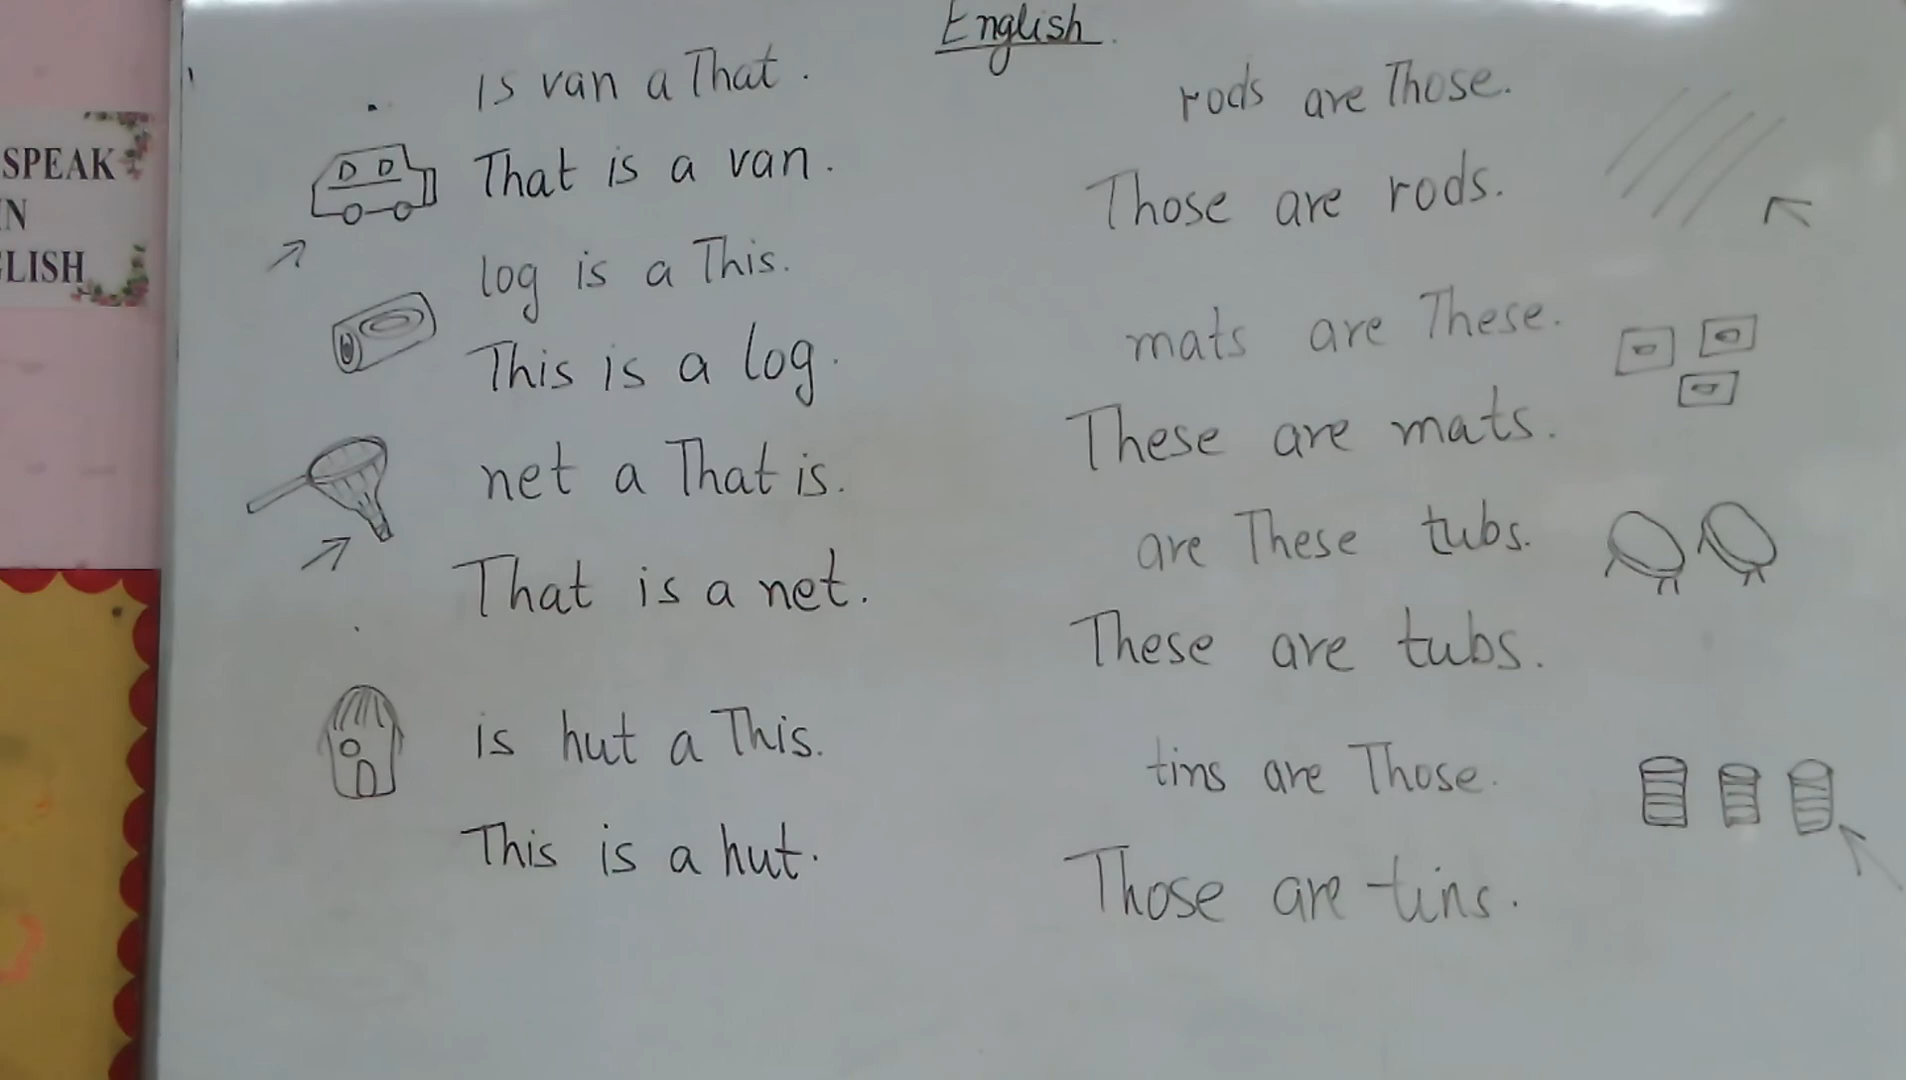 English
is van a That.
That is a van.
log is a This.
This is a log.
net a That is.
That is a net.
is hut a This.
This is a hut.
rods are Those.
Those are rods.
mats are These.
These are mats.
are These tubs.
These are tubs.
tins are Those.
Those are tins.
SPEAK